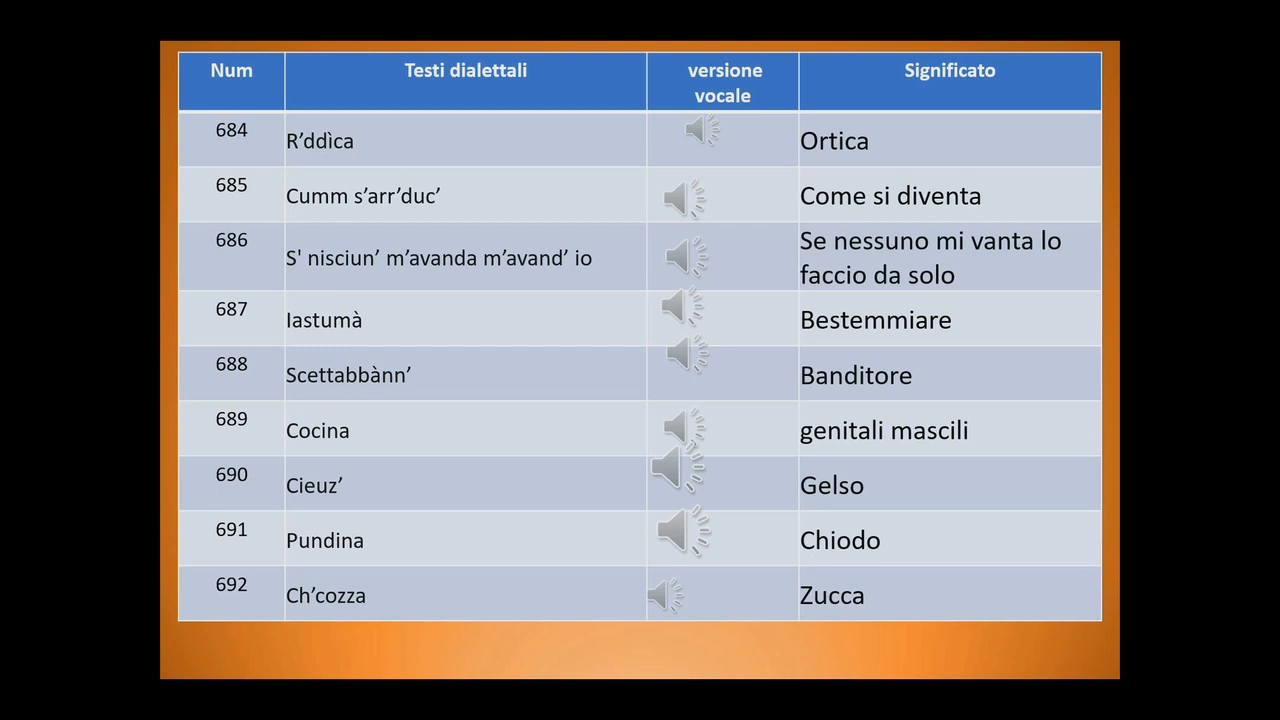 Num Testi dialettali versione vocale Significato
684 R’ddìca Ortica
685 Cumm s’arr’duc’ Come si diventa
686 S' nisciun’ m’avanda m’avand’ io Se nessuno mi vanta lo faccio da solo
687 Iastumà Bestemmiare
688 Scettabbànn’ Banditore
689 Cocina genitali mascili
690 Cieuz’ Gelso
691 Pundina Chiodo
692 Ch’cozza Zucca